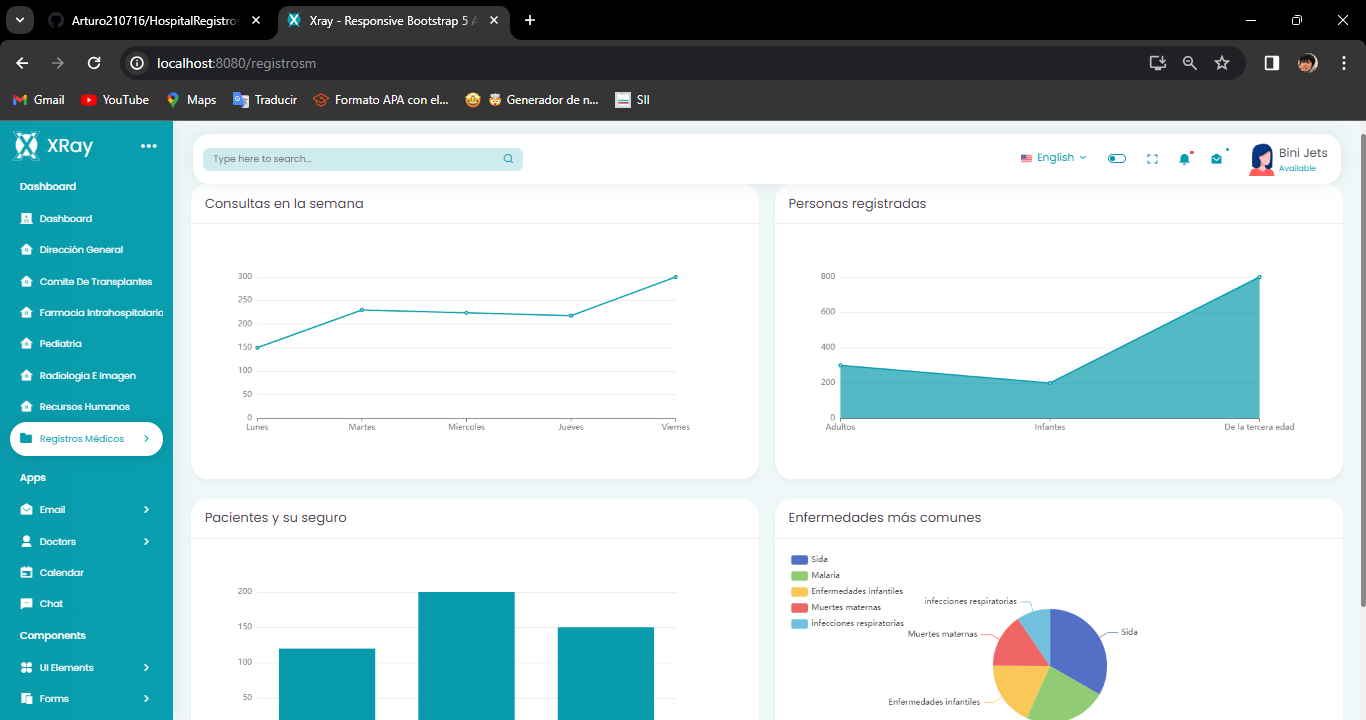 Arturo210716/HospitalRegistro
Xray - Responsive Bootstrap 5 A
localhost:8080/registrosm
Gmail
YouTube
Maps
Traducir
Formato APA con el...
Generador de n...
SII
XRay
Dashboard
Dashboard
Dirección General
Comite De Transplantes
Farmacia Intrahospitalaria
Pediatria
Radiologia E Imagen
Recursos Humanos
Registros Médicos
Apps
Email
Doctors
Calendar
Chat
Components
UI Elements
Forms
Type here to search...
English
Bini Jets
Available
Consultas en la semana
300
250
200
150
100
50
0
Lunes
Martes
Miercoles
Jueves
Viernes
Personas registradas
800
600
400
200
0
Adultos
Infantes
De la tercera edad
Pacientes y su seguro
200
150
100
50
Enfermedades más comunes
Sida
Malaria
Enfermedades infantiles
Muertes maternas
infecciones respiratorias
infecciones respiratorias
Muertes maternas
Sida
Enfermedades infantiles